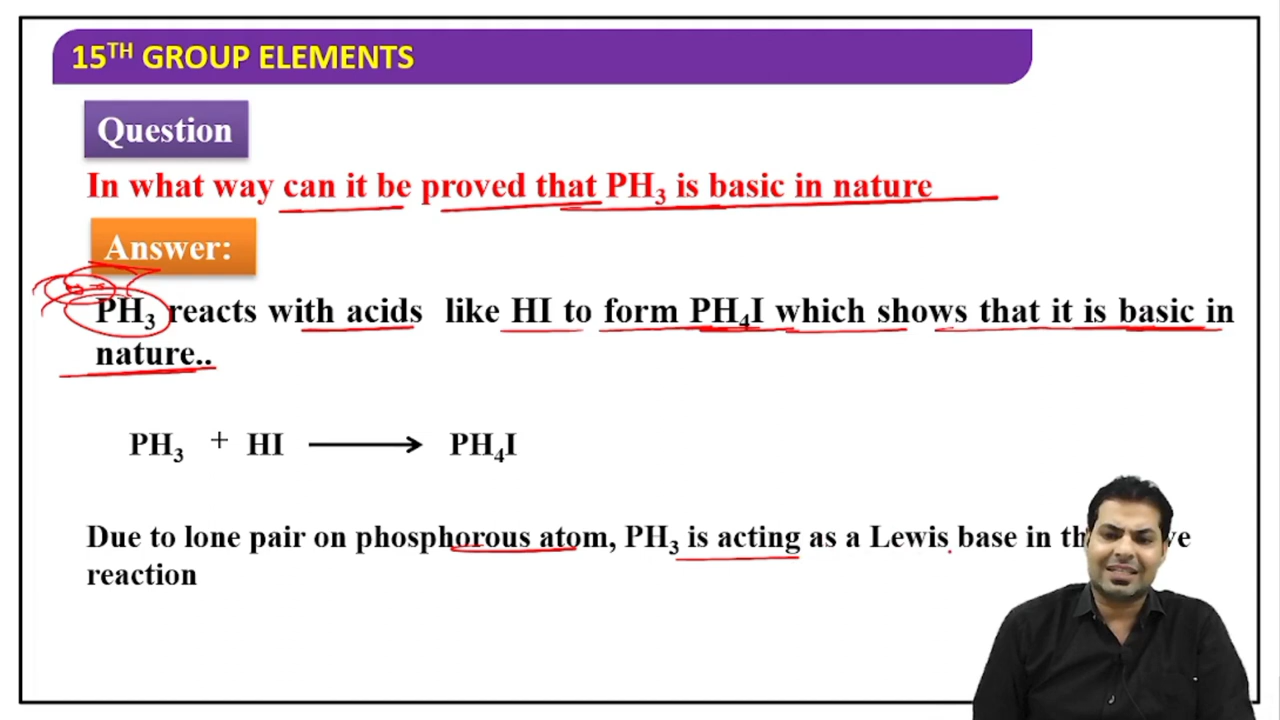 15TH GROUP ELEMENTS
Question
In what way can it be proved that PH3 is basic in nature
Answer:
PH3 reacts with acids like HI to form PH4I which shows that it is basic in
nature..
PH3 + HI ⟶ PH4I
Due to lone pair on phosphorous atom, PH3 is acting as a Lewis base in
reaction